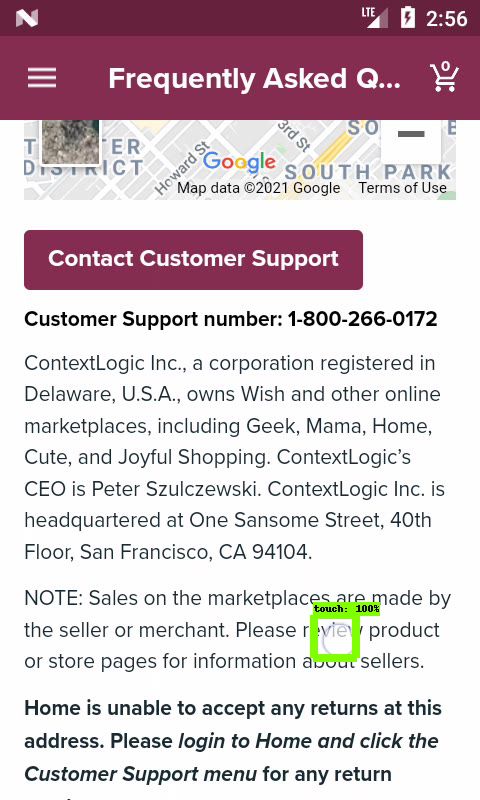 LTE 2:56
Frequently Asked Q... 0
3rd St
SO
TER
DISTRICT
Howard St
Google
SOUTH PARK
Map data ©2021 Google Terms of Use
Contact Customer Support
Customer Support number: 1-800-266-0172
ContextLogic Inc., a corporation registered in
Delaware, U.S.A., owns Wish and other online
marketplaces, including Geek, Mama, Home,
Cute, and Joyful Shopping. ContextLogic's
CEO is Peter Szulczewski. ContextLogic Inc. is
headquartered at One Sansome Street, 40th
Floor, San Francisco, CA 94104.
NOTE: Sales on the marketplaces are made by
touch: 100%
the seller or merchant. Please review product
or store pages for information about sellers.
Home is unable to accept any returns at this
address. Please login to Home and click the
Customer Support menu for any return